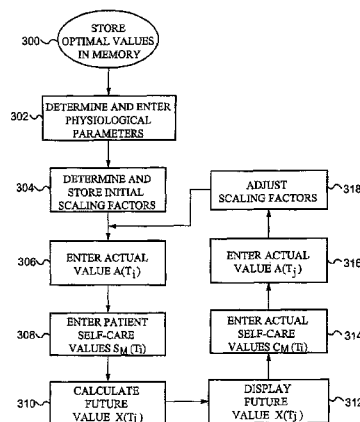 300
STORE
OPTIMAL VALUES
IN MEMORY
302
DETERMINE AND ENTER
PHYSIOLOGICAL
PARAMETERS
304
DETERMINE AND
STORE INITIAL
SCALING FACTORS
306
ENTER ACTUAL
VALUE A(Ti)
308
ENTER PATIENT
SELF-CARE
VALUES SM(Ti)
310
CALCULATE
FUTURE
VALUE X(Tj)
DISPLAY
FUTURE
VALUE X(Tj)
312
ENTER ACTUAL
SELF-CARE
VALUES CM(Ti)
314
ENTER ACTUAL
VALUE A(Tj)
316
ADJUST
SCALING FACTORS
318